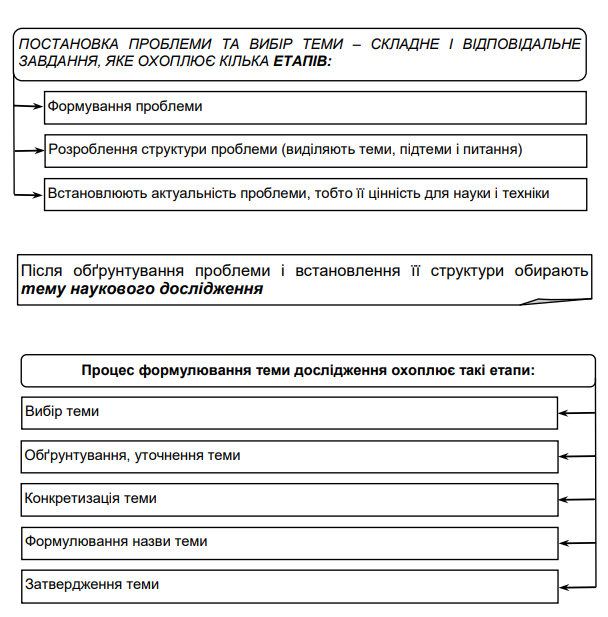 ПОСТАНОВКА ПРОБЛЕМИ ТА ВИБІР ТЕМИ – СКЛАДНЕ І ВІДПОВІДАЛЬНЕ
ЗАВДАННЯ, ЯКЕ ОХОПЛЮЄ КІЛЬКА ЕТАПІВ:
Формування проблеми
Розроблення структури проблеми (виділяють теми, підтеми і питання)
Встановлюють актуальність проблеми, тобто її цінність для науки і техніки
Після обґрунтування проблеми і встановлення її структури обирають
тему наукового дослідження
Процес формулювання теми дослідження охоплює такі етапи:
Вибір теми
Обґрунтування, уточнення теми
Конкретизація теми
Формулювання назви теми
Затвердження теми